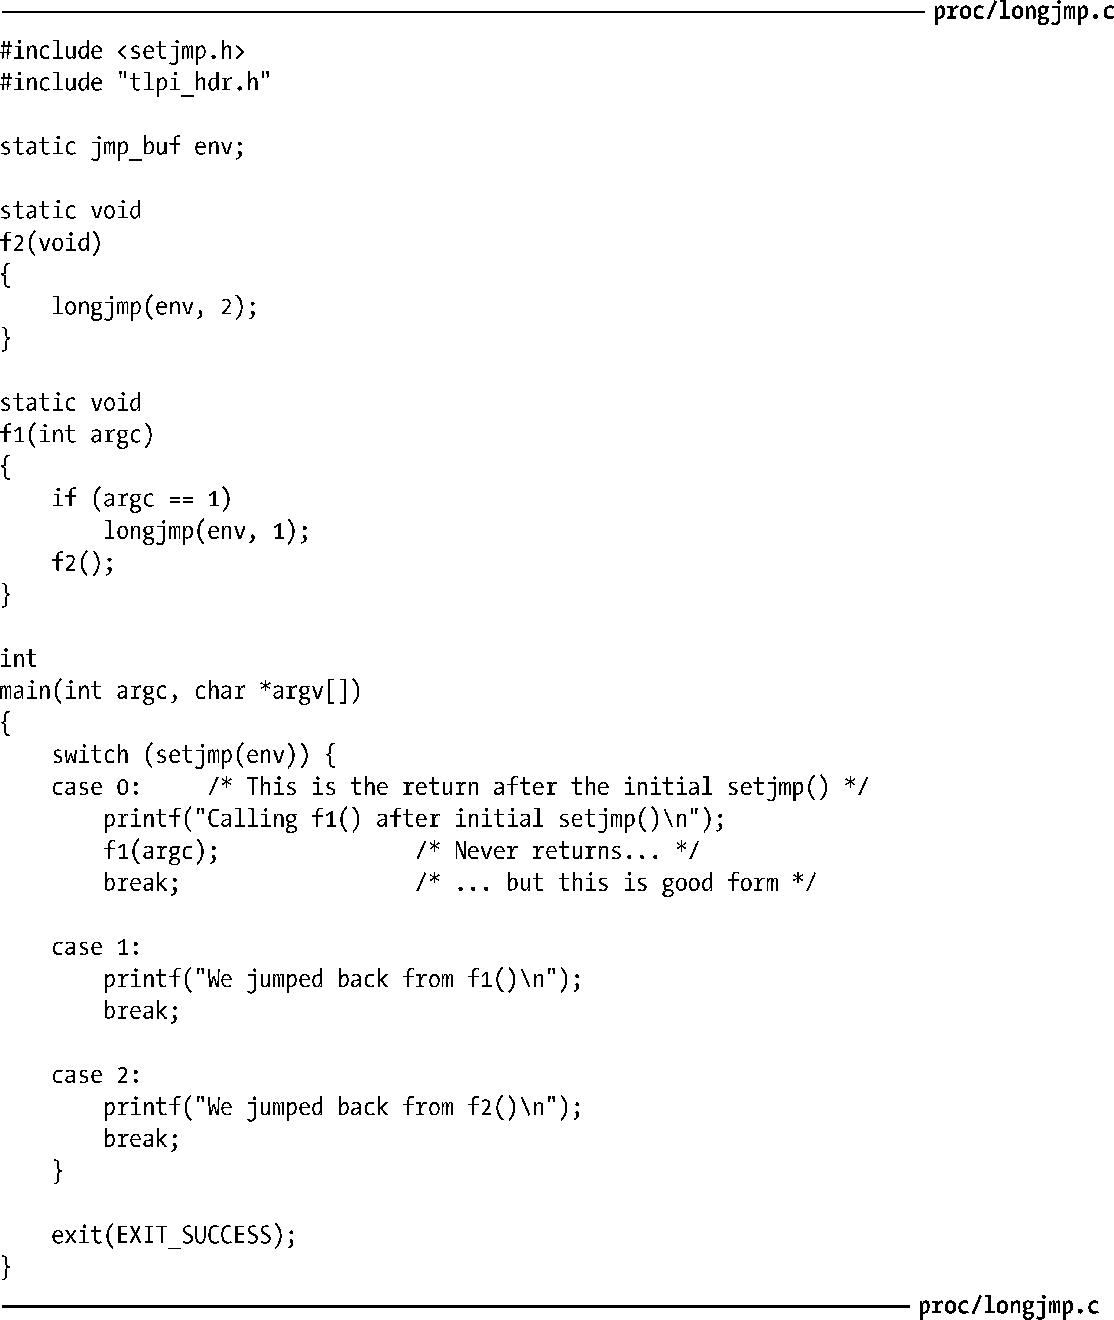 proc/longjmp.c
#include <setjmp.h>
#include "tlpi_hdr.h"

static jmp_buf env;

static void
f2(void)
{
    longjmp(env, 2);
}

static void
f1(int argc)
{
    if (argc == 1)
        longjmp(env, 1);
    f2();
}

int
main(int argc, char *argv[])
{
    switch (setjmp(env)) {
    case 0:     /* This is the return after the initial setjmp() */
        printf("Calling f1() after initial setjmp()\n");
        f1(argc);               /* Never returns... */
        break;                  /* ... but this is good form */

    case 1:
        printf("We jumped back from f1()\n");
        break;

    case 2:
        printf("We jumped back from f2()\n");
        break;
    }

    exit(EXIT_SUCCESS);
}
proc/longjmp.c